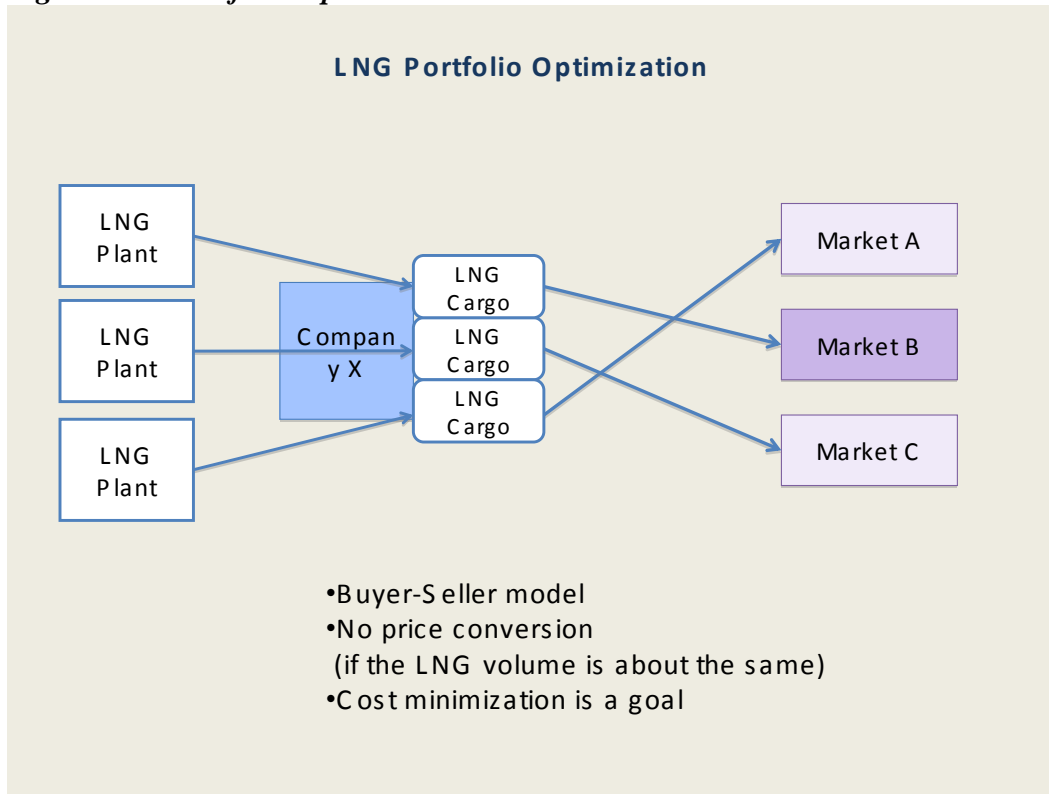 LNG Portfolio Optimization
LNG
Plant
LNG
Cargo
Market A
LNG
Plant
Compan
y X
LNG
Cargo
Market B
LNG
Cargo
LNG
Plant
Market C
•Buyer-Seller model
•No price conversion
(if the LNG volume is about the same)
•Cost minimization is a goal